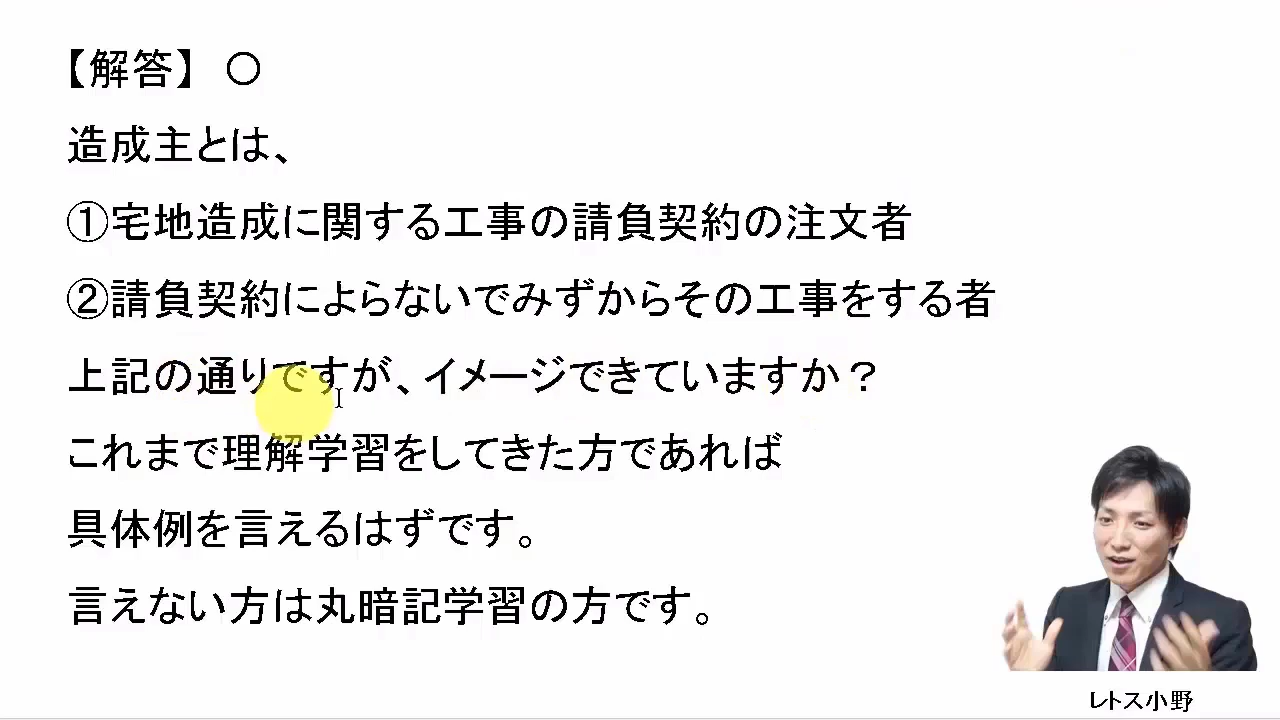 【解答】 〇
造成主とは、
①宅地造成に関する工事の請負契約の注文者
②請負契約によらないでみずからその工事をする者
上記の通りですが、イメージできていますか？
これまで理解学習をしてきた方であれば
具体例を言えるはずです。
言えない方は丸暗記学習の方です。
レトス小野